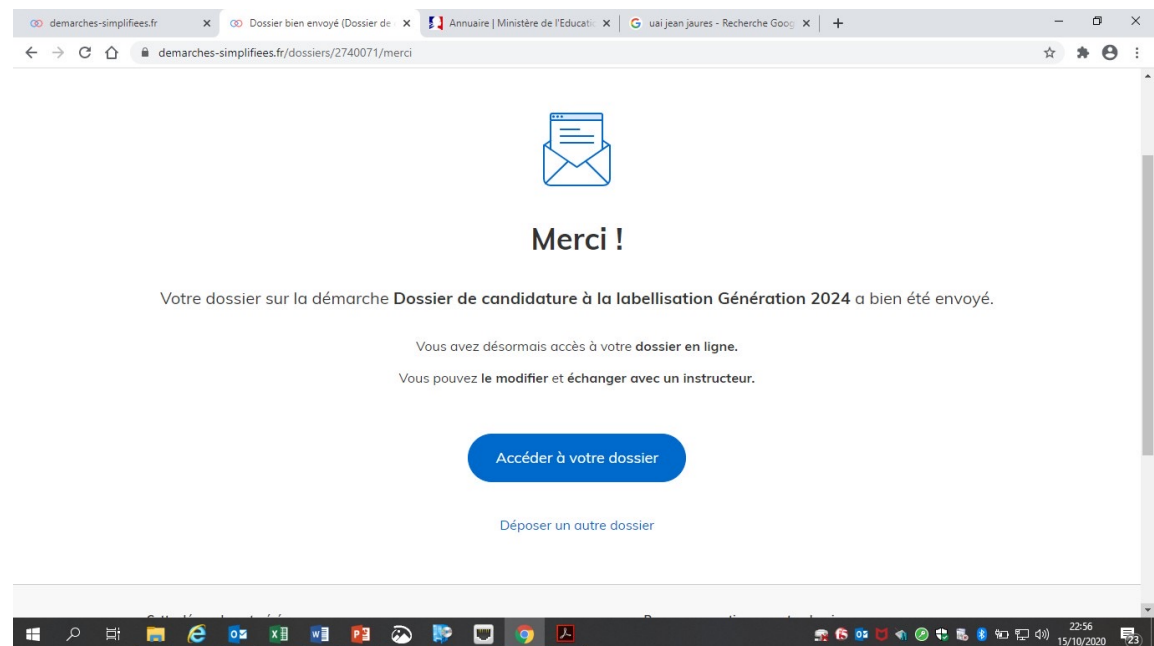 demarches-simplifiees.fr
Dossier bien envoyé (Dossier de
Annuaire | Ministère de l'Educatio
uai jean jaures - Recherche Goog
demarches-simplifiees.fr/dossiers/2740071/merci
Merci !
Votre dossier sur la démarche Dossier de candidature à la labellisation Génération 2024 a bien été envoyé.
Vous avez désormais accès à votre dossier en ligne.
Vous pouvez le modifier et échanger avec un instructeur.
Accéder à votre dossier
Déposer un autre dossier
22:56
15/10/2020
23